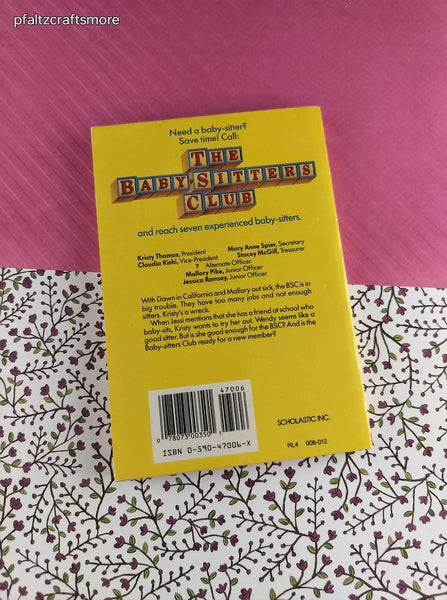 pfaltzcraftsmore
Need a baby-sitter?
Save time! Call:
THE
BABY-SITTERS
CLUB
and reach seven experienced baby-sitters.
Kristy Thomas, President Mary Anne Spier, Secretary
Claudia Kishi, Vice-President Stacey McGill, Treasurer
? Alternate Officer
Mallory Pike, Junior Officer
Jessica Ramsey, Junior Officer
With Dawn in California and Mallory out sick, the BSC is in
big trouble. They have too many jobs and not enough
sitters. Kristy's a wreck.
When Jessi mentions that she has a friend at school who
baby-sits, Kristy wants to try her out. Wendy seems like a
good sitter. But is she good enough for the BSC? And is the
Baby-sitters Club ready for a new member?
47006
0 78073 00350 1
ISBN 0-590-47006-X
SCHOLASTIC INC.
RL4 008-012